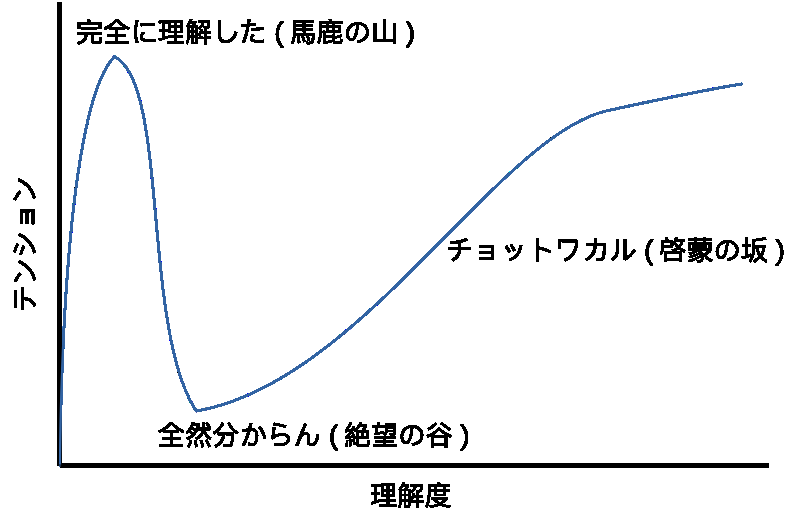 完全に理解した ( 馬鹿の山 )
テンション
チョットワカル ( 啓蒙の坂 )
全然分からん ( 絶望の谷 )
理解度